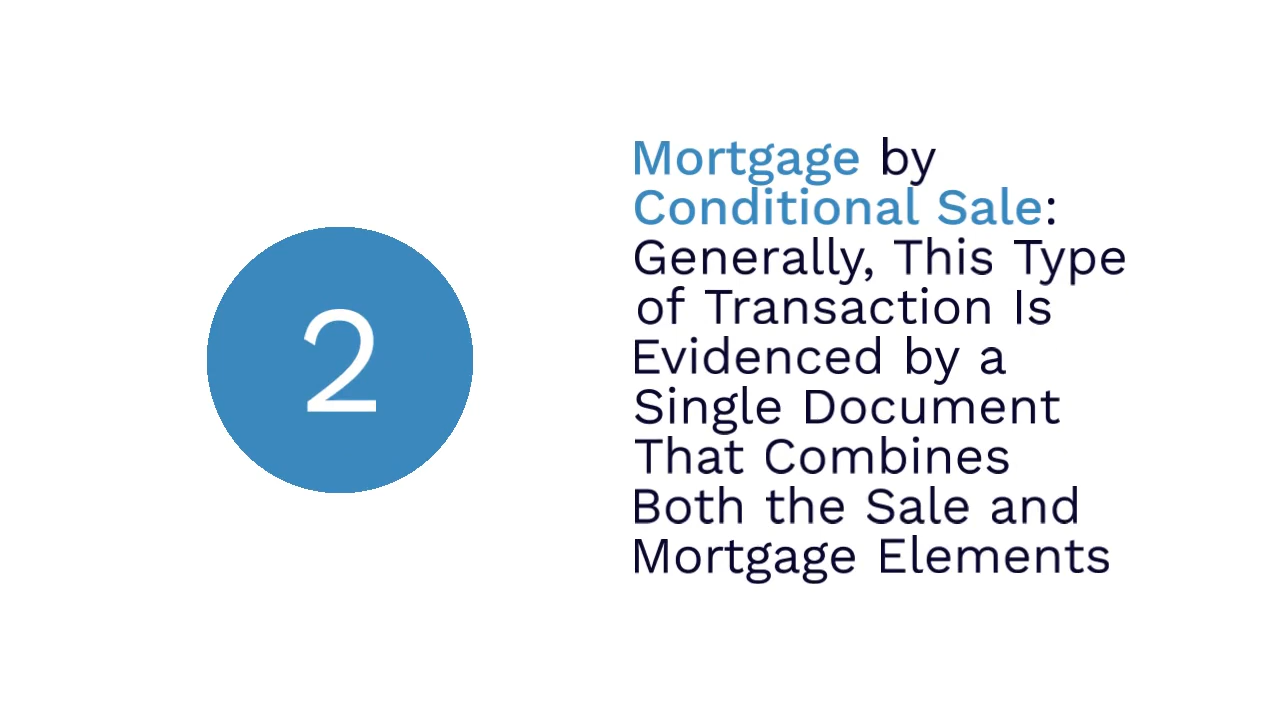 2
Mortgage by
Conditional Sale:
Generally, This Type
of Transaction Is
Evidenced by a
Single Document
That Combines
Both the Sale and
Mortgage Elements